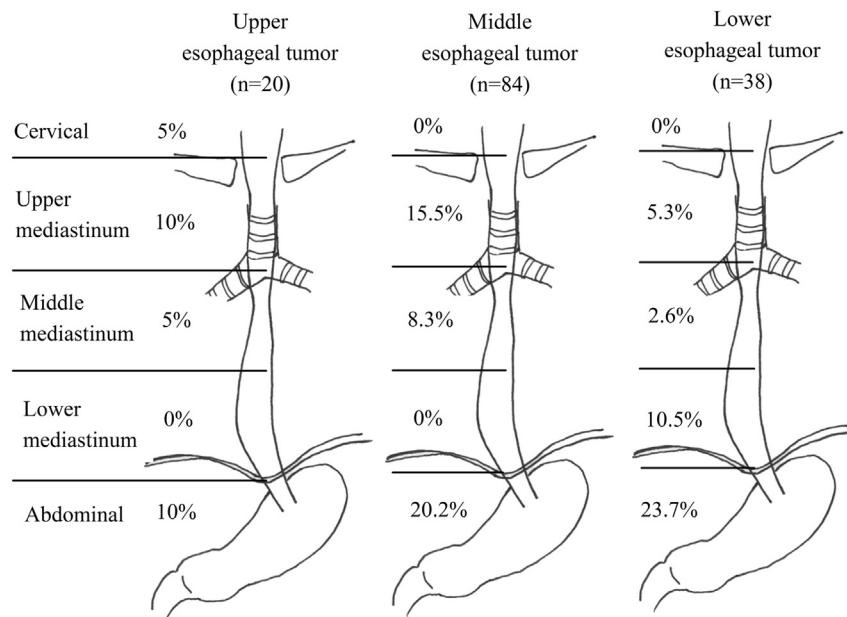 Upper
esophageal tumor
(n=20)
Middle
esophageal tumor
(n=84)
Lower
esophageal tumor
(n=38)
Cervical 5% 0% 0%
Upper
mediastinum 10% 15.5% 5.3%
Middle
mediastinum 5% 8.3% 2.6%
Lower
mediastinum 0% 0% 10.5%
Abdominal 10% 20.2% 23.7%